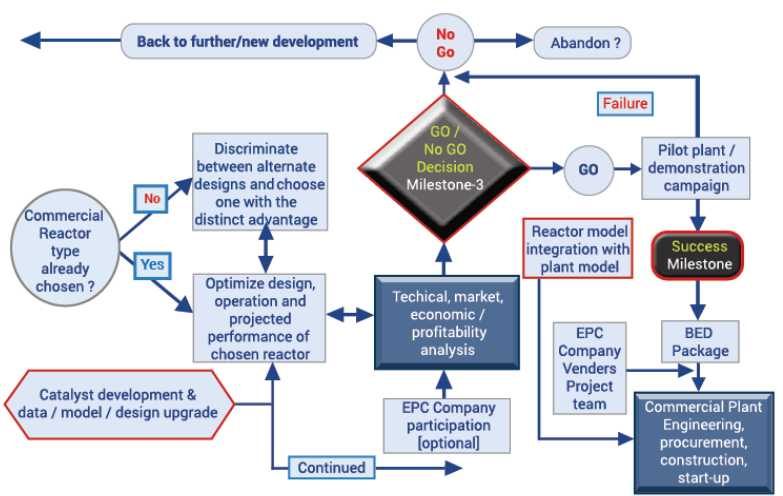 No
Go
Back to further/new development
Abandon ?
Failure
GO /
No GO
Decision
Milestone-3
GO
Pilot plant /
demonstration
campaign
Discriminate
between alternate
designs and choose
one with the
distinct advantage
No
Commercial
Reactor
type
already
chosen ?
Yes
Reactor model
integration with
plant model
Success
Milestone
Optimize design,
operation and
projected
performance of
chosen reactor
Techical, market,
economic /
profitability
analysis
EPC
Company
Venders
Project
team
BED
Package
Catalyst development &
data / model / design upgrade
EPC Company
participation
[optional]
Commercial Plant
Engineering,
procurement,
construction,
start-up
Continued